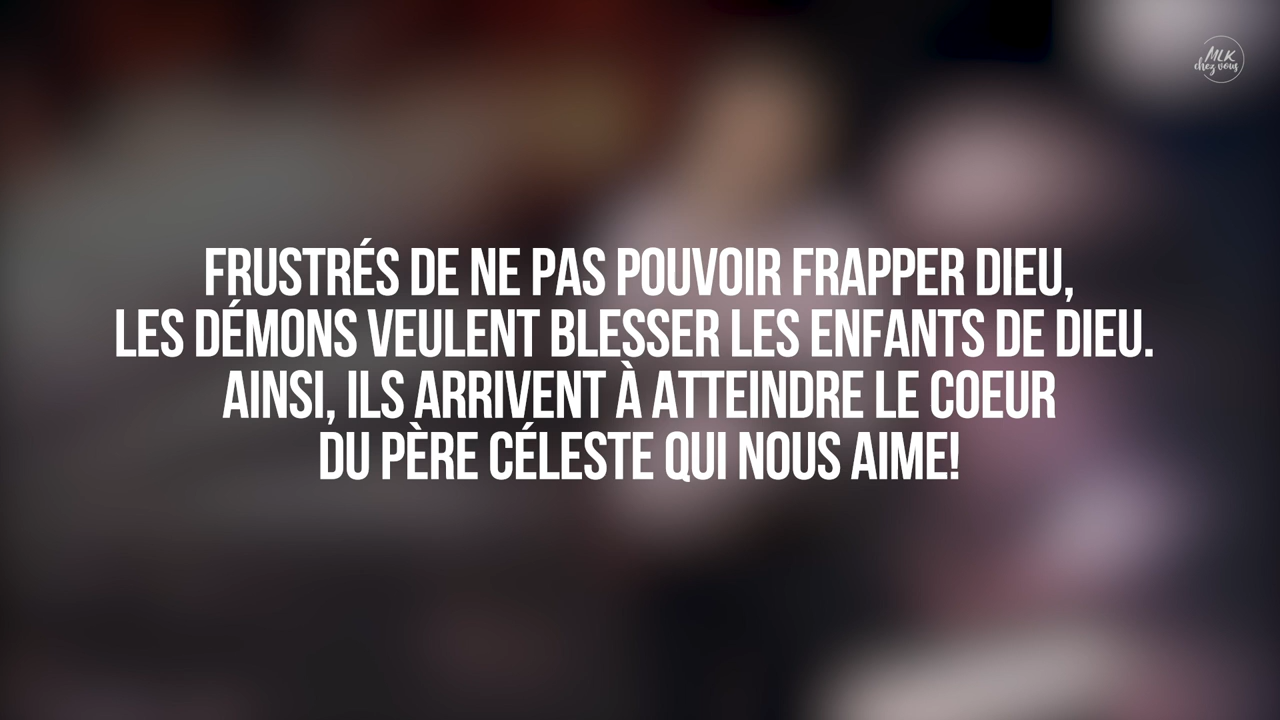 MLK
chez vous
FRUSTRÉS DE NE PAS POUVOIR FRAPPER DIEU,
LES DÉMONS VEULENT BLESSER LES ENFANTS DE DIEU.
AINSI, ILS ARRIVENT À ATTEINDRE LE COEUR
DU PÈRE CÉLESTE QUI NOUS AIME!